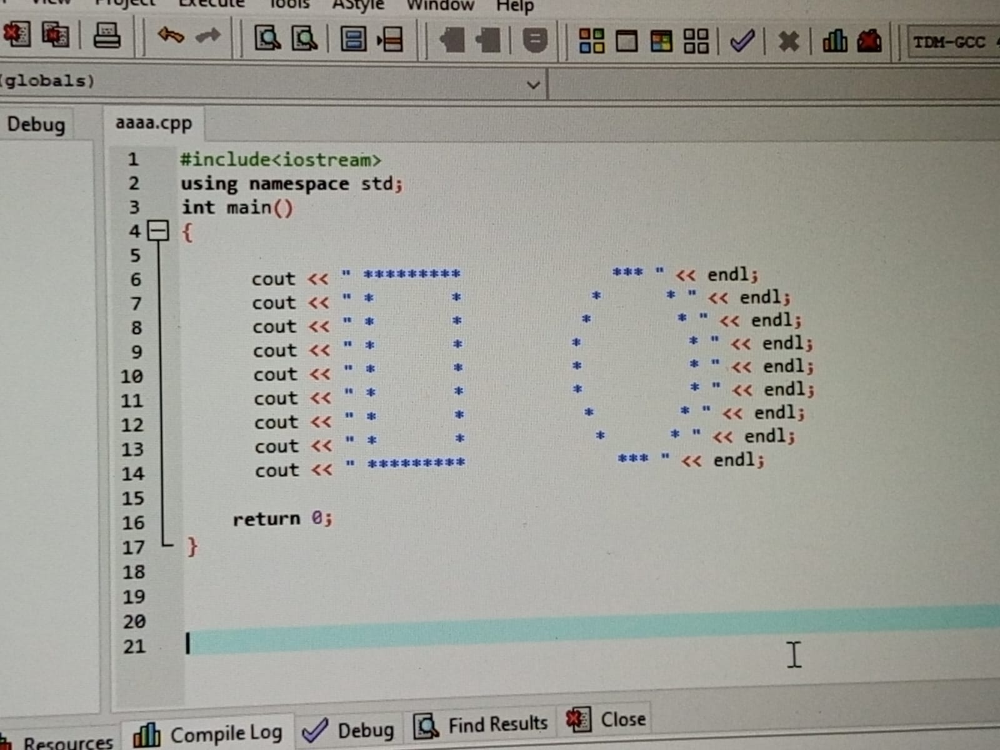 View Project Execute Tools AStyle Window Help
TDM-GCC 4
(globals)
Debug aaaa.cpp
1 #include<iostream>
2 using namespace std;
3 int main()
4 {
5
6 cout << " *********              *** " << endl;
7 cout << " *       *            *      * " << endl;
8 cout << " *       *           *        * " << endl;
9 cout << " *       *          *          * " << endl;
10 cout << " *       *          *          * " << endl;
11 cout << " *       *          *          * " << endl;
12 cout << " *       *           *        * " << endl;
13 cout << " *       *            *      * " << endl;
14 cout << " *********              *** " << endl;
15
16 return 0;
17 }
18
19
20
21
Resources Compile Log Debug Find Results Close